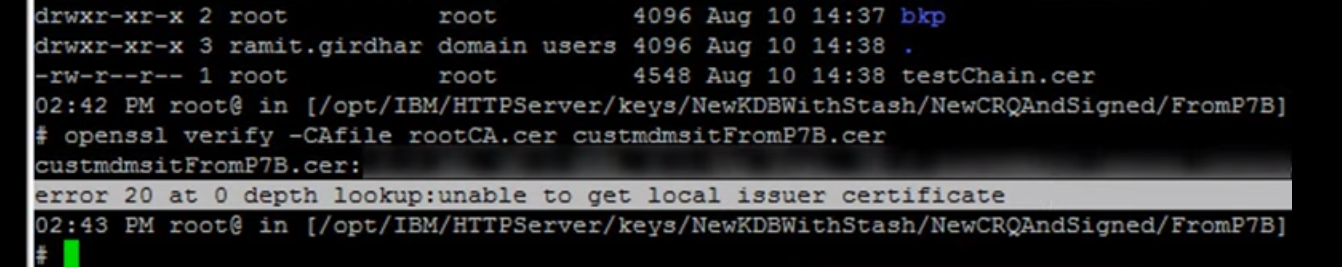 drwxr-xr-x 2 root root 4096 Aug 10 14:37 bkp
drwxr-xr-x 3 ramit.girdhar domain users 4096 Aug 10 14:38 .
-rw-r--r-- 1 root root 4548 Aug 10 14:38 testChain.cer
02:42 PM root@ in [/opt/IBM/HTTPServer/keys/NewKDBWithStash/NewCRQAndSigned/FromP7B]
# openssl verify -CAfile rootCA.cer custmdmsitFromP7B.cer
custmdmsitFromP7B.cer:
error 20 at 0 depth lookup:unable to get local issuer certificate
02:43 PM root@ in [/opt/IBM/HTTPServer/keys/NewKDBWithStash/NewCRQAndSigned/FromP7B]
#